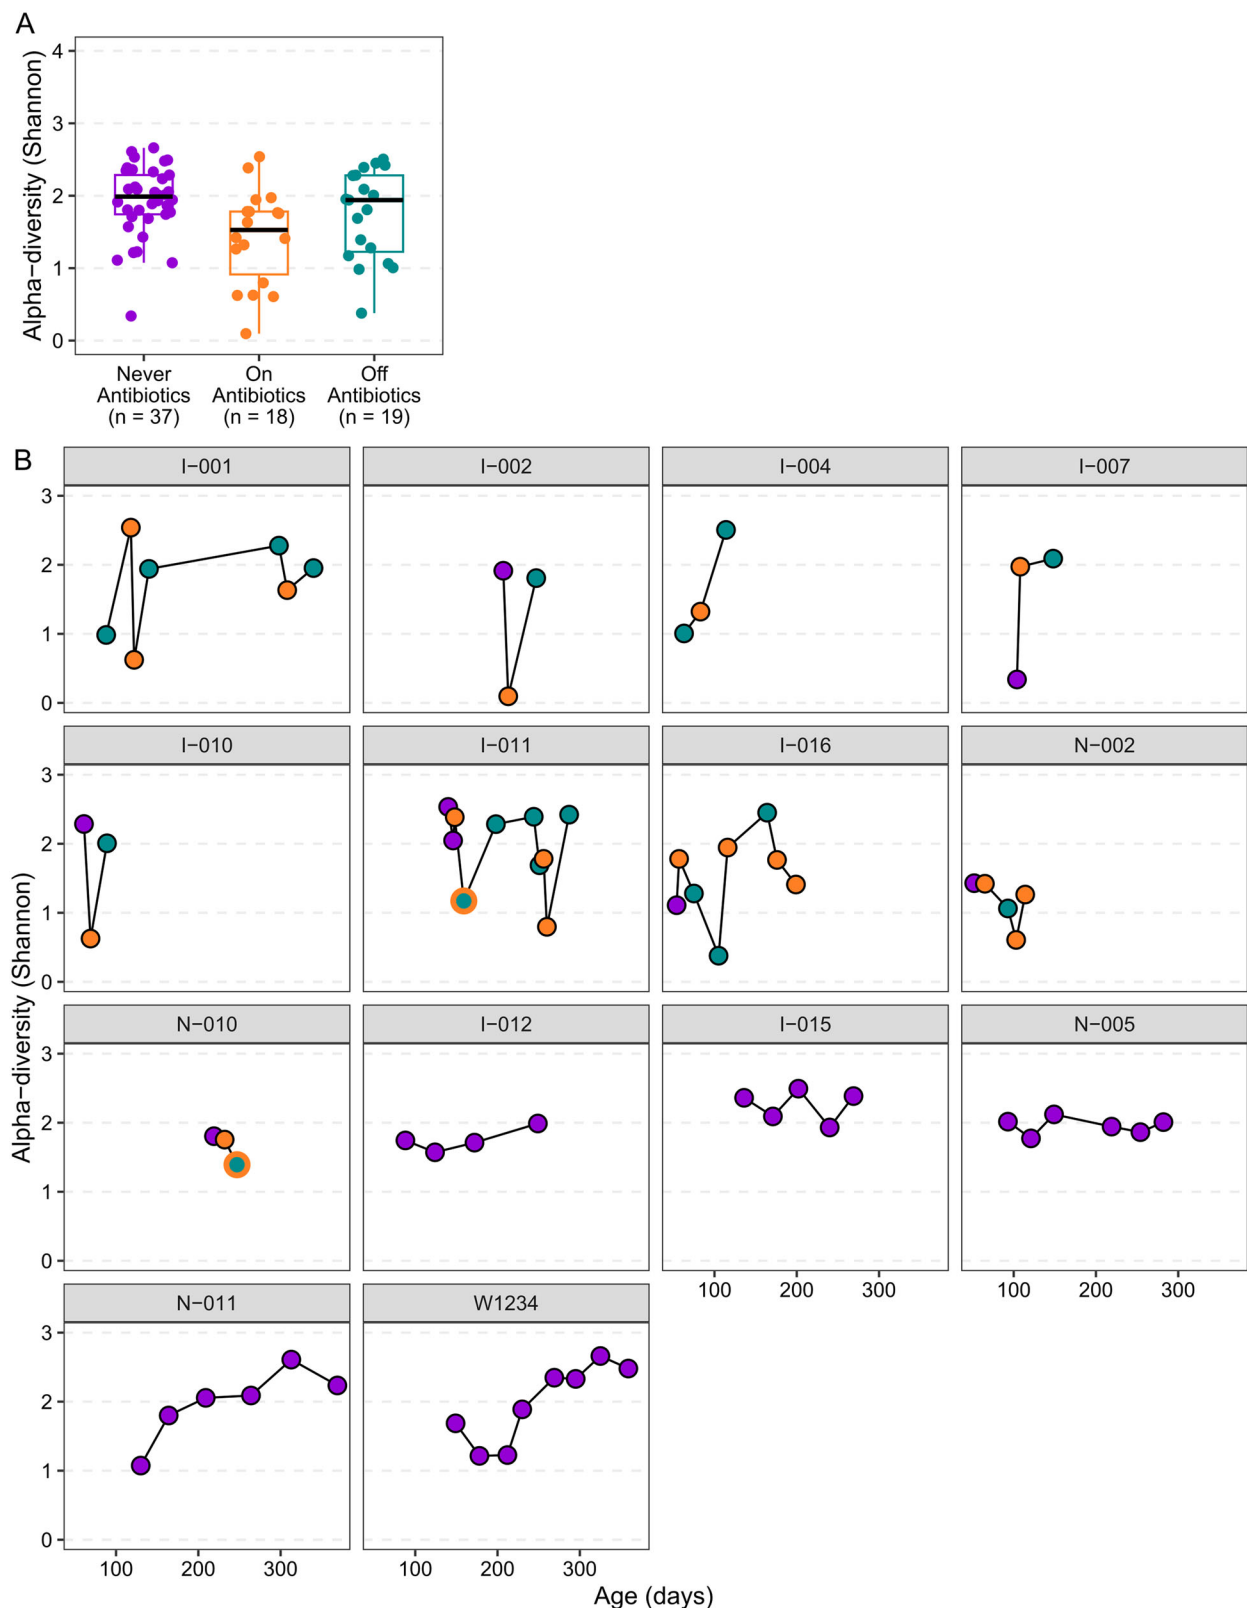 A
Alpha−diversity (Shannon)
4
3
2
1
0
Never
Antibiotics
(n = 37)
On
Antibiotics
(n = 18)
Off
Antibiotics
(n = 19)
B
Alpha−diversity (Shannon)
I−001
I−002
I−004
I−007
3
2
1
0
I−010
I−011
I−016
N−002
3
2
1
0
N−010
I−012
I−015
N−005
3
2
1
0
100 200 300
100 200 300
N−011
W1234
3
2
1
0
100 200 300
100 200 300
Age (days)